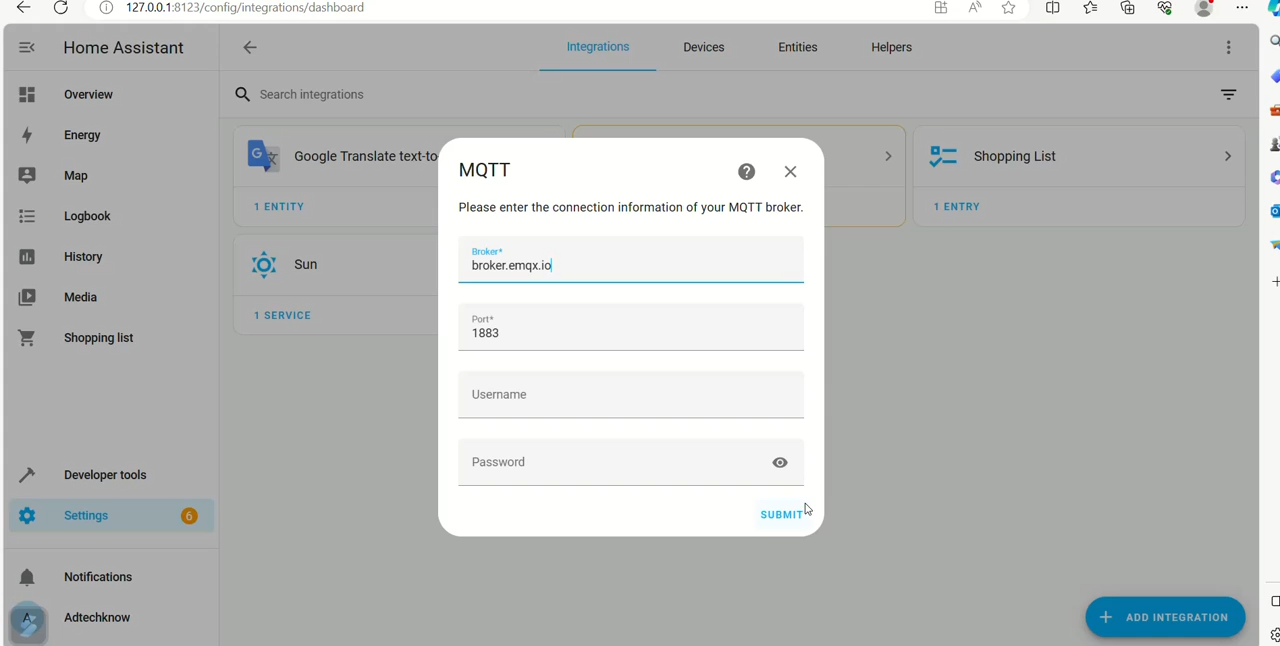 127.0.0.1:8123/config/integrations/dashboard
Home Assistant
Integrations
Devices
Entities
Helpers
Overview
Search integrations
Energy
Map
Logbook
History
Media
Shopping list
Developer tools
Settings
6
Notifications
A
Adtechknow
Google Translate text-to
1 ENTITY
Shopping List
1 ENTRY
Sun
1 SERVICE
MQTT
Please enter the connection information of your MQTT broker.
Broker*
broker.emqx.io
Port*
1883
Username
Password
SUBMIT
ADD INTEGRATION